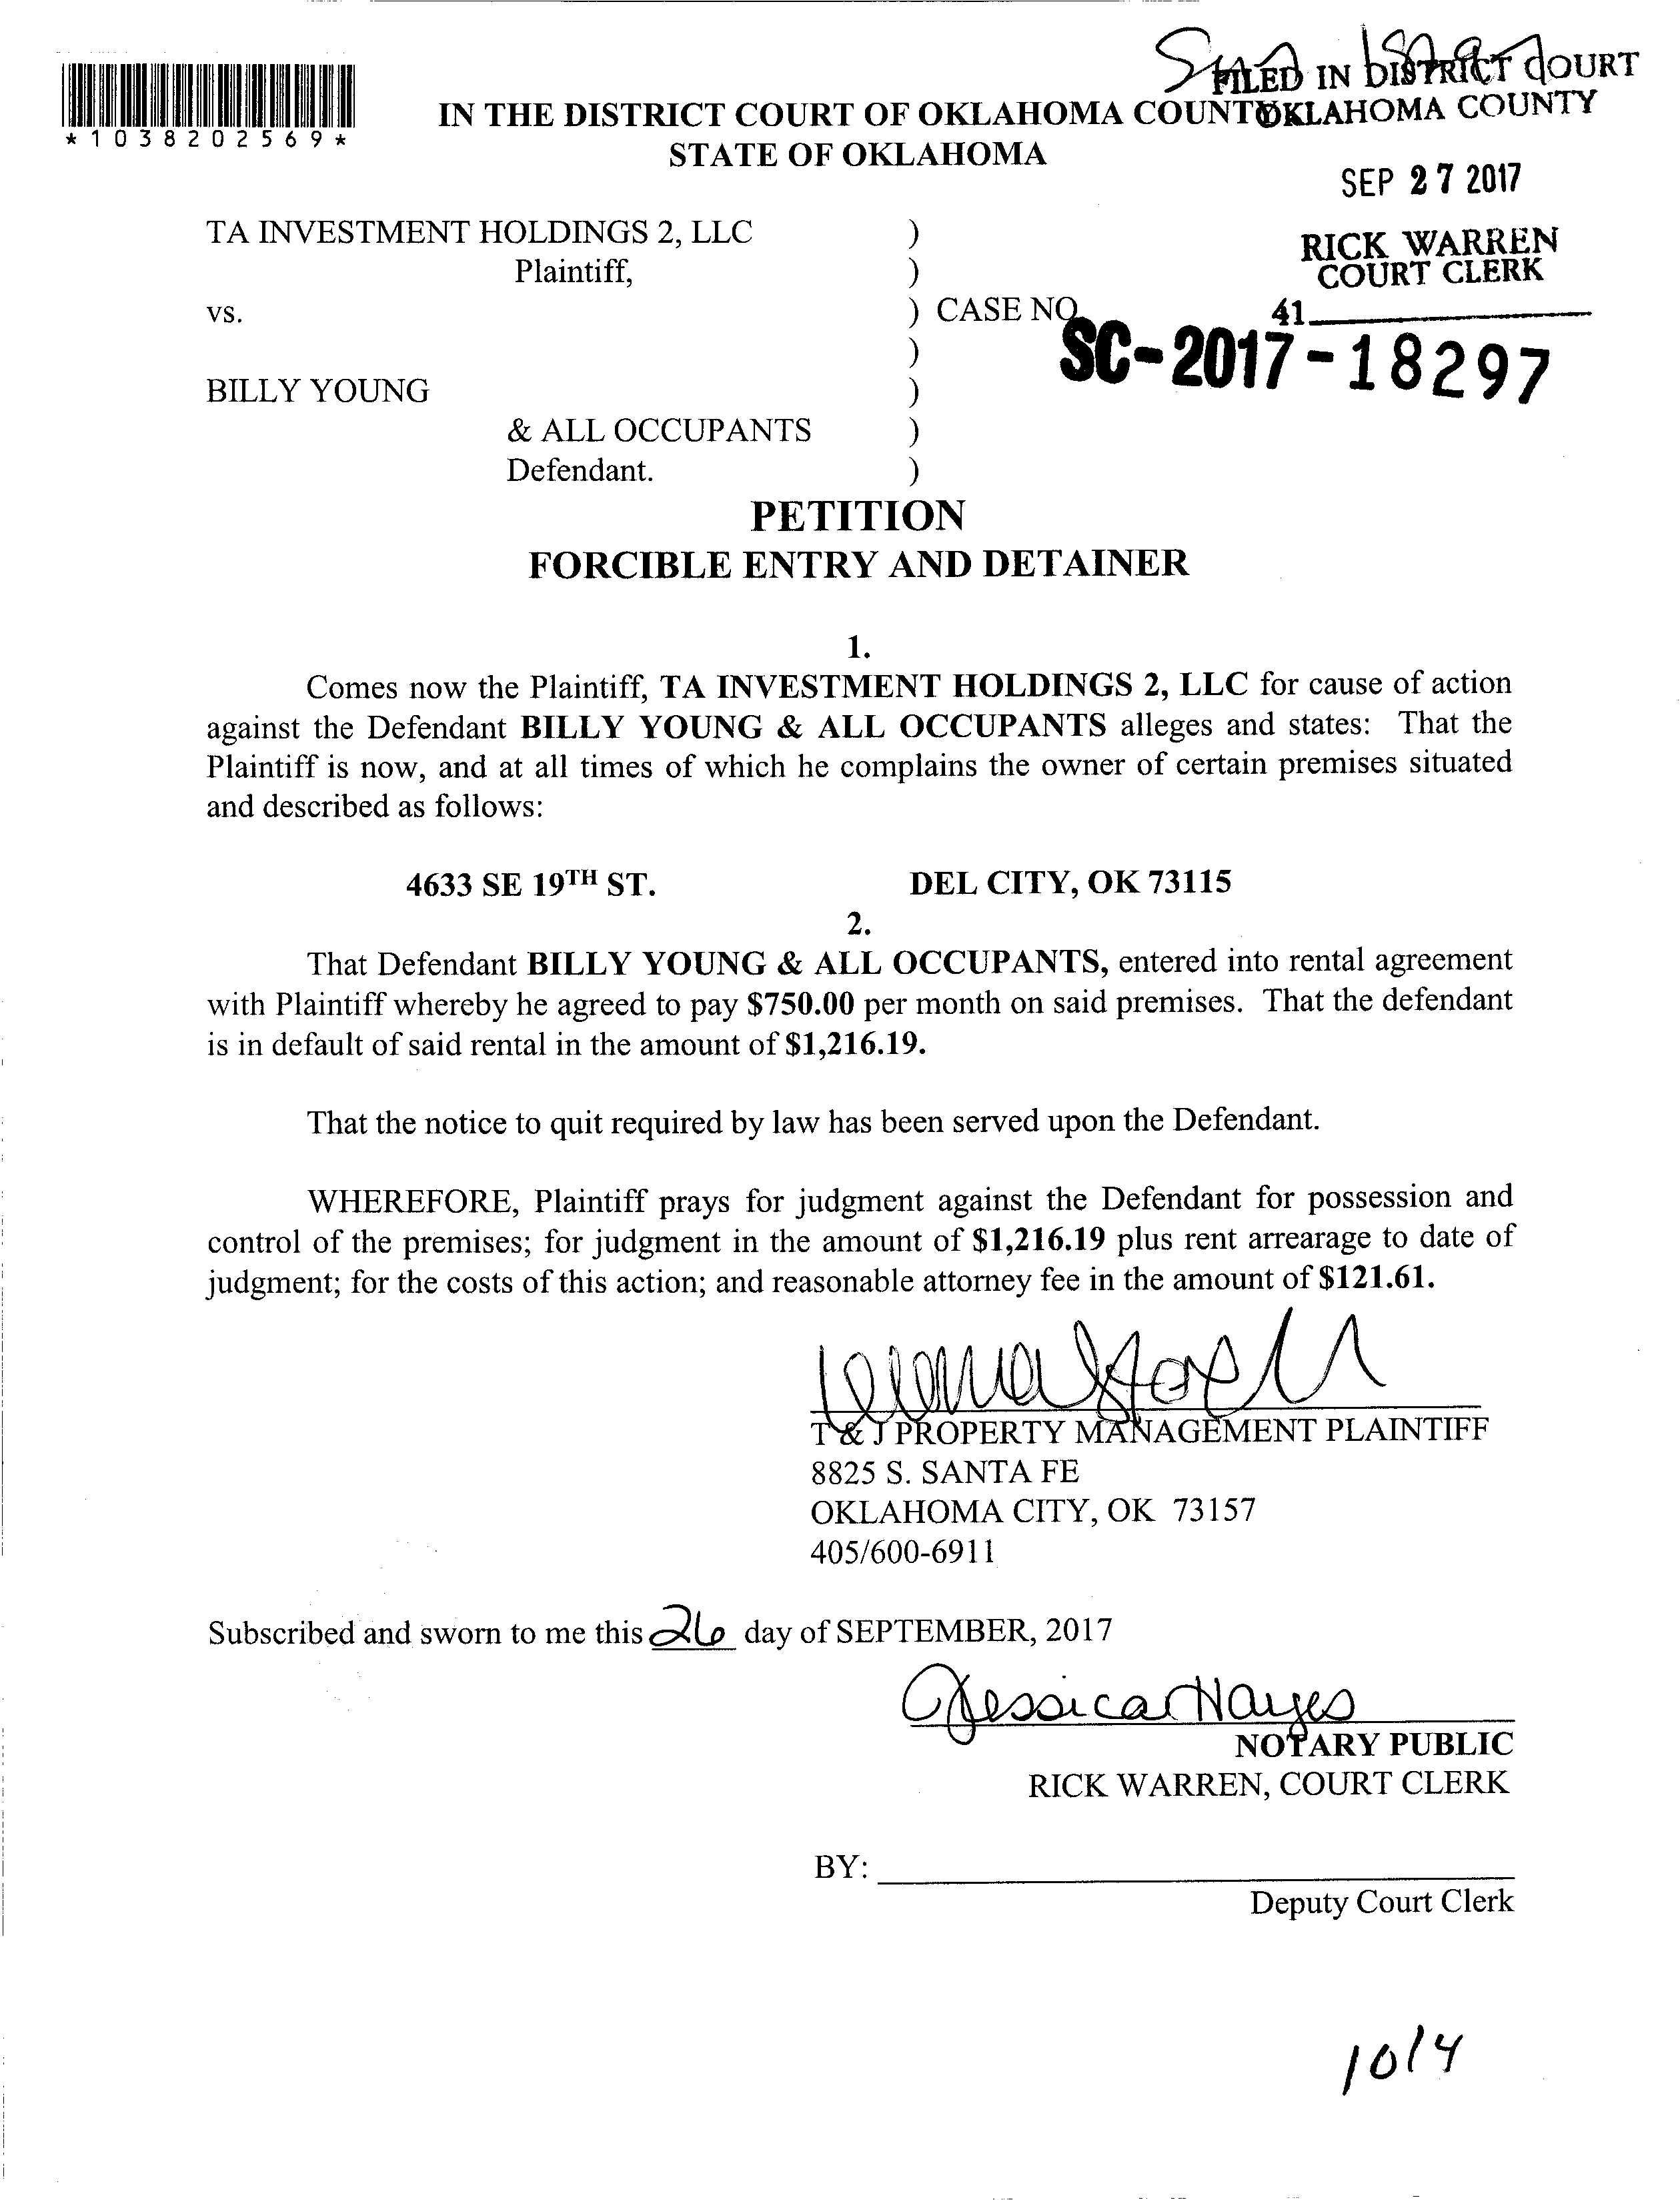 FILED IN DISTRICT COURT
*1038202569*
IN THE DISTRICT COURT OF OKLAHOMA COUNTY
OKLAHOMA COUNTY
STATE OF OKLAHOMA
SEP 27 2017
TA INVESTMENT HOLDINGS 2, LLC )
RICK WARREN
Plaintiff, )
COURT CLERK
vs. ) CASE NO.
41
)
SC-2017-18297
BILLY YOUNG )
& ALL OCCUPANTS )
Defendant. )
PETITION
FORCIBLE ENTRY AND DETAINER
1.
Comes now the Plaintiff, TA INVESTMENT HOLDINGS 2, LLC for cause of action
against the Defendant BILLY YOUNG & ALL OCCUPANTS alleges and states: That the
Plaintiff is now, and at all times of which he complains the owner of certain premises situated
and described as follows:
4633 SE 19TH ST. DEL CITY, OK 73115
2.
That Defendant BILLY YOUNG & ALL OCCUPANTS, entered into rental agreement
with Plaintiff whereby he agreed to pay $750.00 per month on said premises. That the defendant
is in default of said rental in the amount of $1,216.19.
That the notice to quit required by law has been served upon the Defendant.
WHEREFORE, Plaintiff prays for judgment against the Defendant for possession and
control of the premises; for judgment in the amount of $1,216.19 plus rent arrearage to date of
judgment; for the costs of this action; and reasonable attorney fee in the amount of $121.61.
T & J PROPERTY MANAGEMENT PLAINTIFF
8825 S. SANTA FE
OKLAHOMA CITY, OK 73157
405/600-6911
Subscribed and sworn to me this 26 day of SEPTEMBER, 2017
Jessica Hayes
NOTARY PUBLIC
RICK WARREN, COURT CLERK
BY:
Deputy Court Clerk
10/4